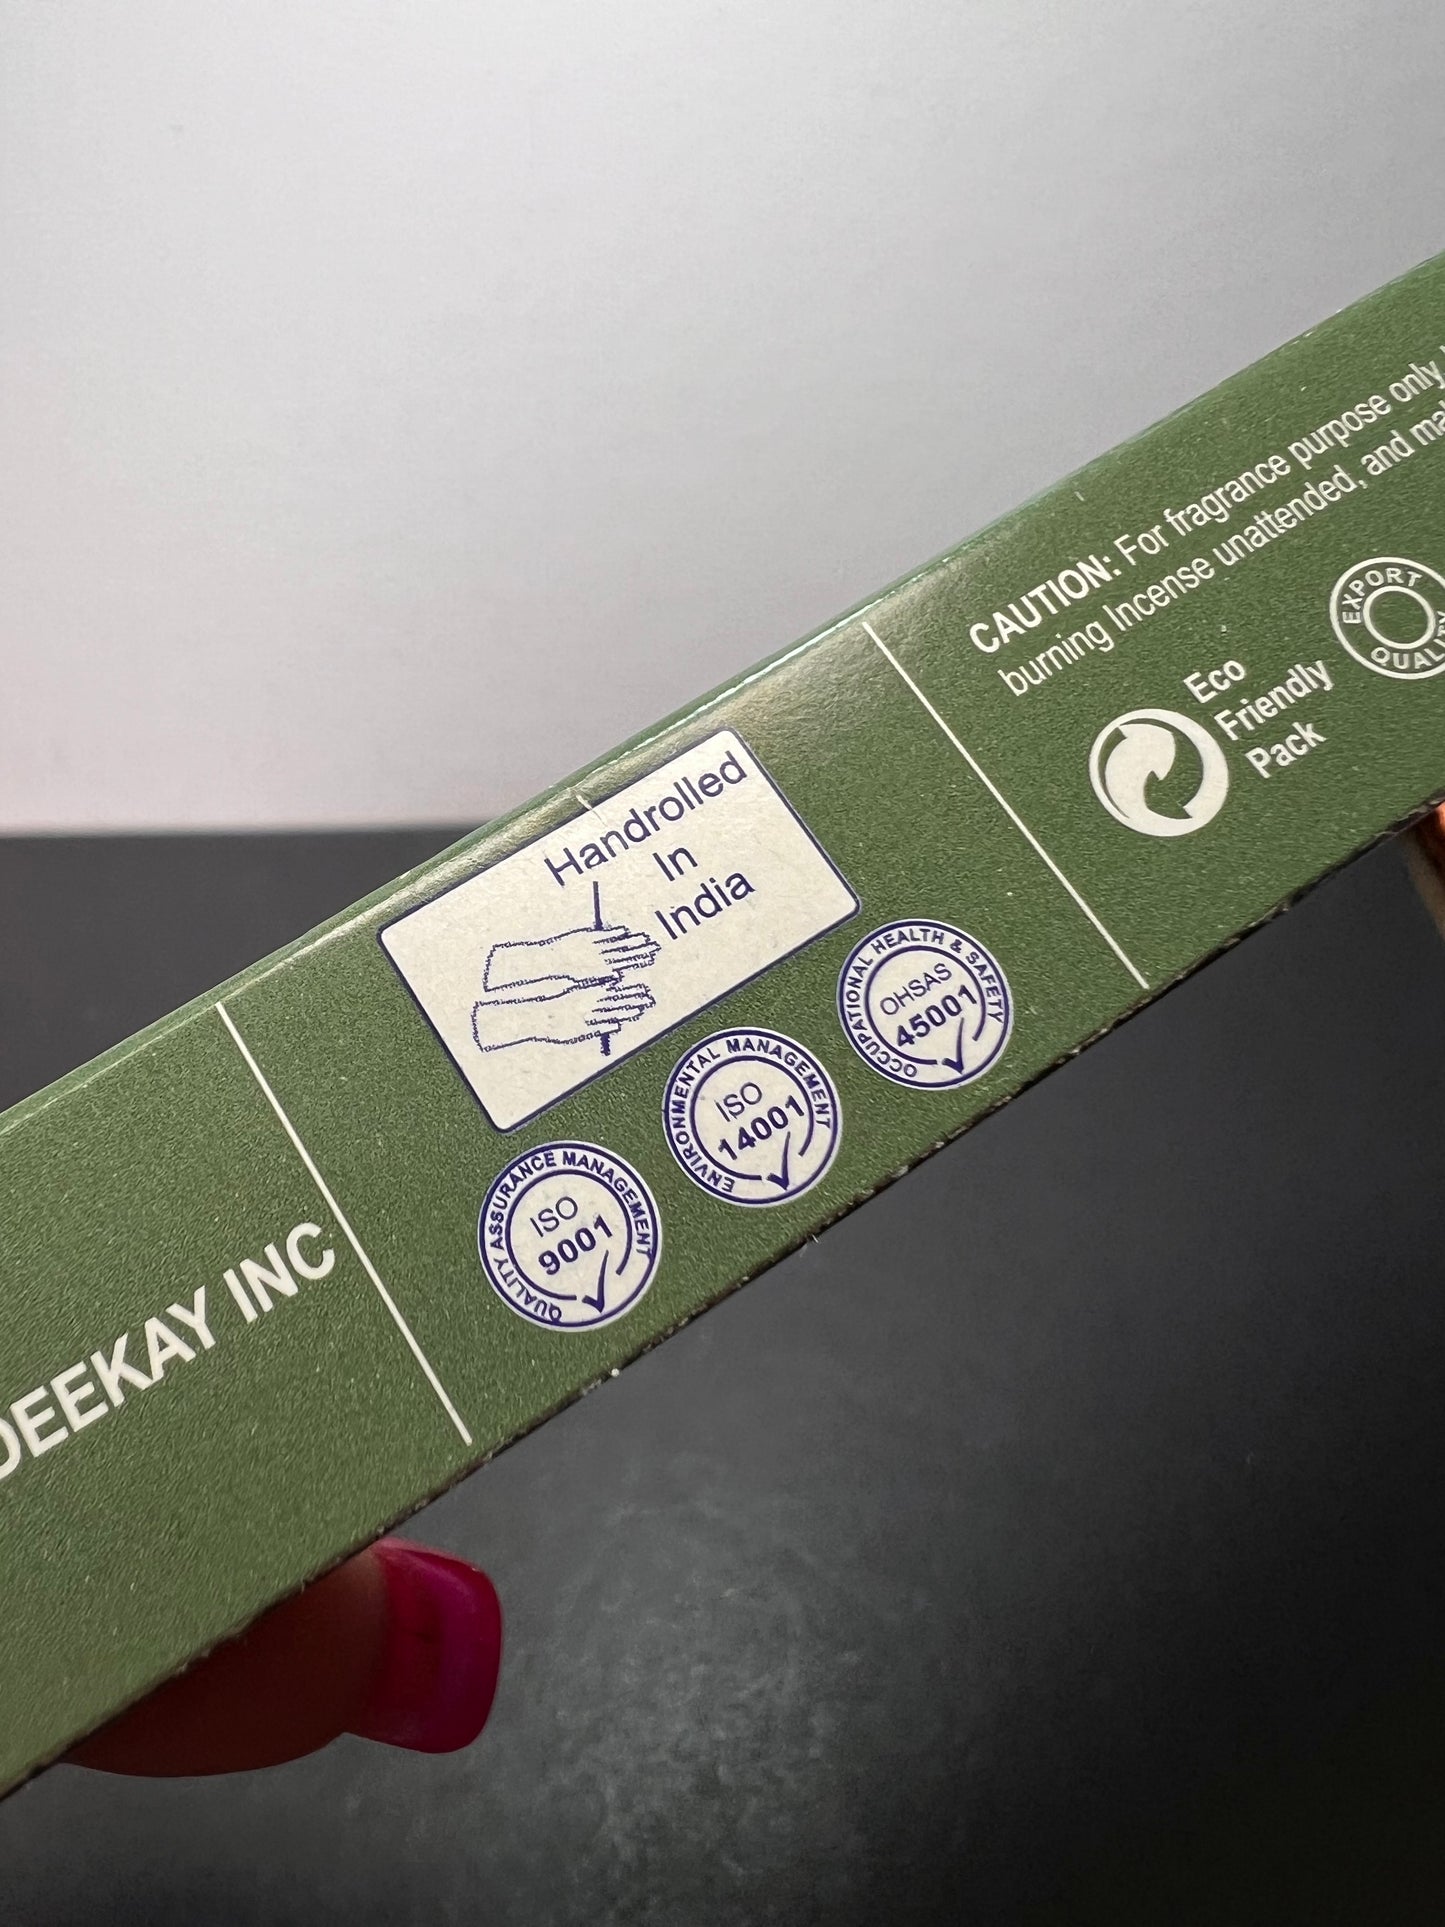 DEEKAY INC
Handrolled
In
India
QUALITY ASSURANCE MANAGEMENT
ISO
9001
ENVIRONMENTAL MANAGEMENT
ISO
14001
OCCUPATIONAL HEALTH & SAFETY
OHSAS
45001
CAUTION: For fragrance purpose only
burning Incense unattended, and
Eco
Friendly
Pack
EXPORT
QUALITY